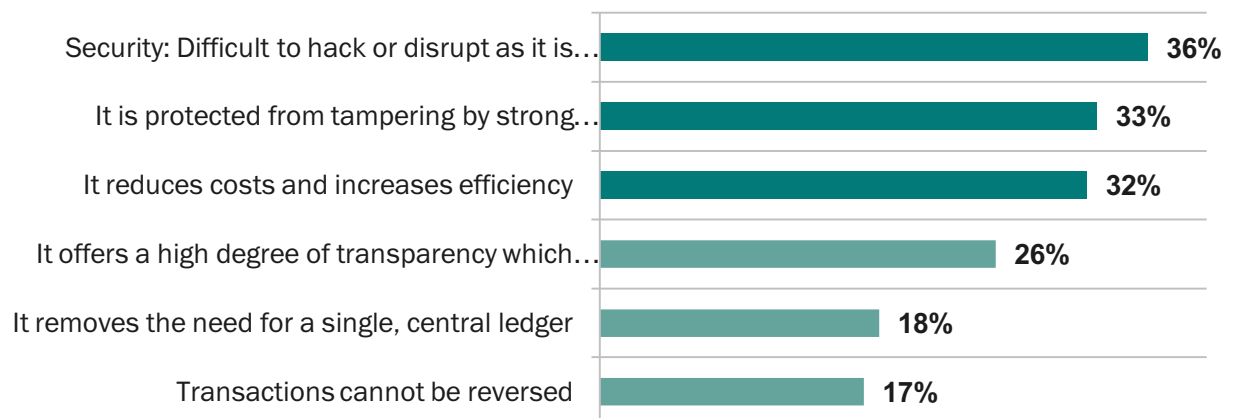 Security: Difficult to hack or disrupt as it is… 36%
It is protected from tampering by strong… 33%
It reduces costs and increases efficiency 32%
It offers a high degree of transparency which… 26%
It removes the need for a single, central ledger 18%
Transactions cannot be reversed 17%